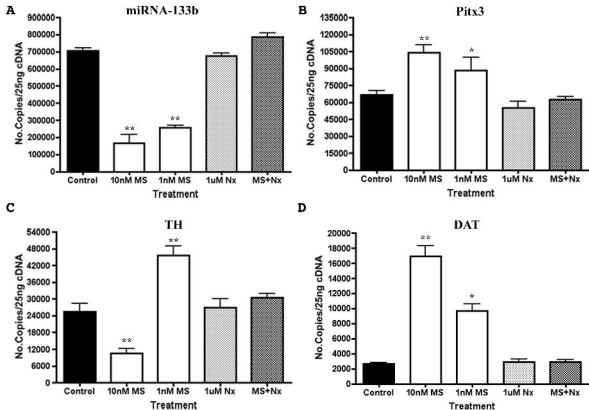 A
miRNA-133b
No.Copies/25ng cDNA
900000
800000
700000
600000
500000
400000
300000
200000
100000
0
**
**
Control
10nM MS
1nM MS
1uM Nx
MS+Nx
Treatment
B
Pitx3
No.Copies/25ng cDNA
135000
120000
105000
90000
75000
60000
45000
30000
15000
0
**
*
Control
10nM MS
1nM MS
1uM Nx
MS+Nx
Treatment
C
TH
No.Copies/25ng cDNA
54000
48000
42000
36000
30000
24000
18000
12000
6000
0
**
**
Control
10nM MS
1nM MS
1uM Nx
MS+Nx
Treatment
D
DAT
No.Copies/25ng cDNA
20000
18000
16000
14000
12000
10000
8000
6000
4000
2000
0
**
*
Control
10nM MS
1nM MS
1uM Nx
MS+Nx
Treatment